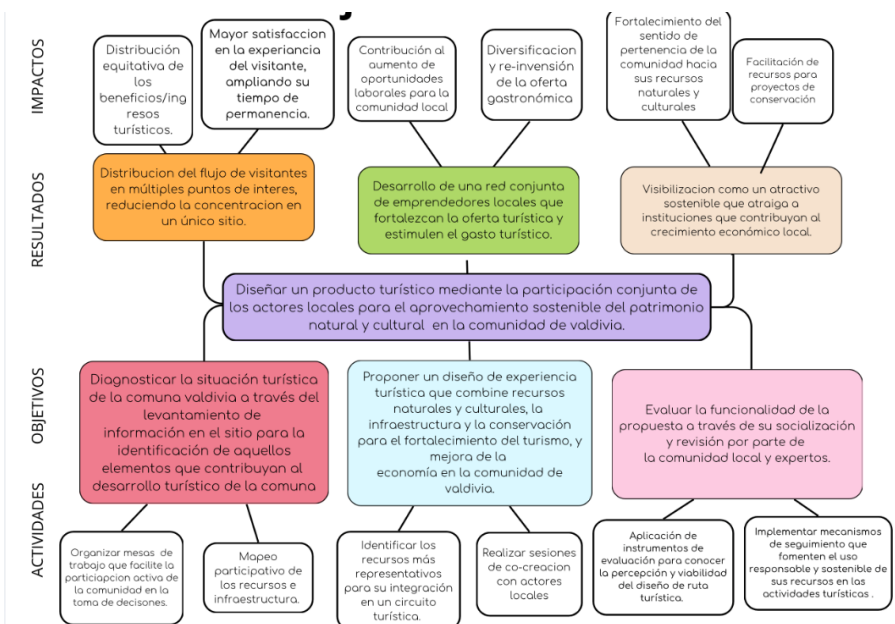 IMPACTOS
Distribución
equitativa de
los
beneficios/ing
resos
turísticos.
Mayor satisfaccion
en la experiancia
del visitante,
ampliando su
tiempo de
permanencia.
Contribución al
aumento de
oportunidades
laborales para la
comunidad local
Diversificacion
y re-invensión
de la oferta
gastronómica
Fortalecimiento del
sentido de
pertenencia de la
comunidad hacia
sus recursos
naturales y
culturales
Facilitación de
recursos para
proyectos de
conservación
RESULTADOS
Distribucion del flujo de visitantes
en múltiples puntos de interes,
reduciendo la concentracion en
un único sitio.
Desarrollo de una red conjunta
de emprendedores locales que
fortalezcan la oferta turística y
estimulen el gasto turístico.
Visibilizacion como un atractivo
sostenible que atraiga a
instituciones que contribuyan al
crecimiento económico local.
Diseñar un producto turístico mediante la participación conjunta de
los actores locales para el aprovechamiento sostenible del patrimonio
natural y cultural en la comunidad de valdivia.
OBJETIVOS
Diagnosticar la situación turística
de la comuna valdivia a través del
levantamiento de
información en el sitio para la
identificación de aquellos
elementos que contribuyan al
desarrollo turístico de la comuna
Proponer un diseño de experiencia
turística que combine recursos
naturales y culturales, la
infraestructura y la conservación
para el fortalecimiento del turismo, y
mejora de la
economía en la comunidad de
valdivia.
Evaluar la funcionalidad de la
propuesta a través de su socialización
y revisión por parte de
la comunidad local y expertos.
ACTIVIDADES
Organizar mesas de
trabajo que facilite la
particiapcion activa de
la comunidad en la
toma de decisones.
Mapeo
participativo de
los recursos e
infraestructura.
Identificar los
recursos más
representativos
para su integración
en un circuito
turística.
Realizar sesiones
de co-creacion
con actores
locales
Aplicación de
instrumentos de
evaluación para conocer
la percepción y viabilidad
del diseño de ruta
turística.
Implementar mecanismos
de seguimiento que
fomenten el uso
responsable y sostenible de
sus recursos en las
actividades turísticas .